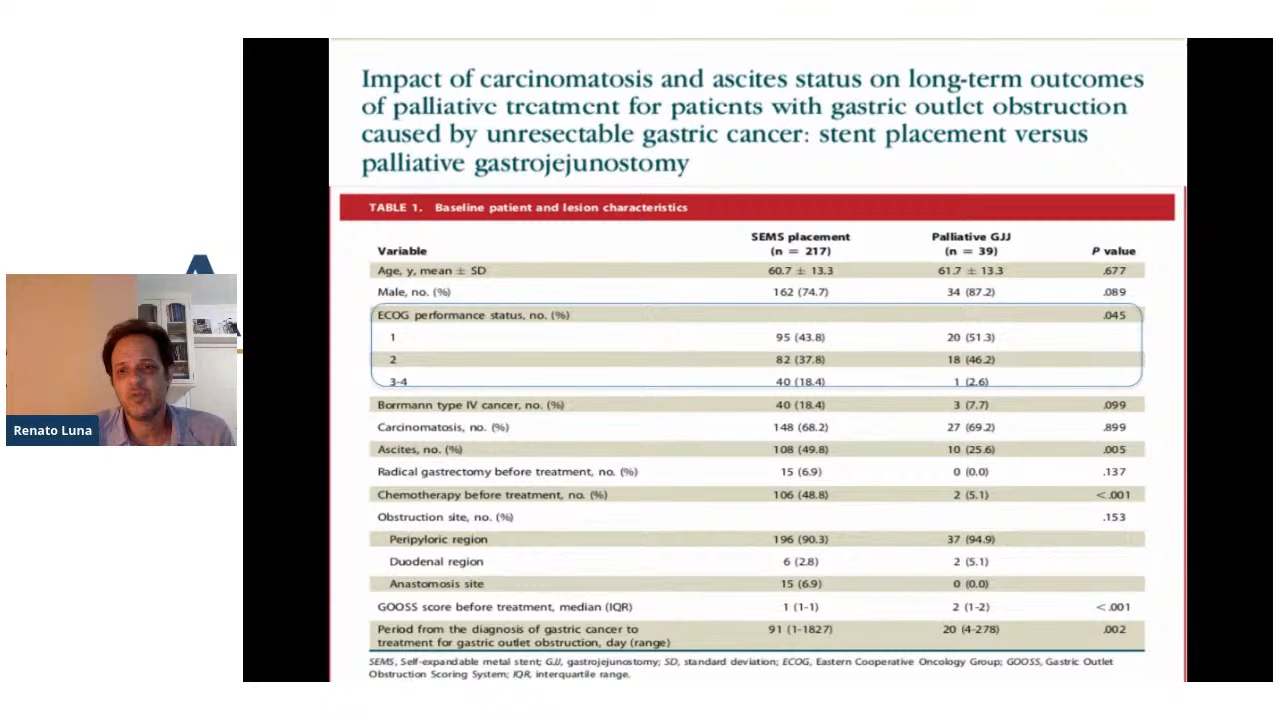 Impact of carcinomatosis and ascites status on long-term outcomes
of palliative treatment for patients with gastric outlet obstruction
caused by unresectable gastric cancer: stent placement versus
palliative gastrojejunostomy
TABLE 1. Baseline patient and lesion characteristics
Variable SEMS placement (n = 217) Palliative GJJ (n = 39) P value
Age, y, mean ± SD 60.7 ± 13.3 61.7 ± 13.3 .677
Male, no. (%) 162 (74.7) 34 (87.2) .089
ECOG performance status, no. (%) .045
1 95 (43.8) 20 (51.3)
2 82 (37.8) 18 (46.2)
3-4 40 (18.4) 1 (2.6)
Borrmann type IV cancer, no. (%) 40 (18.4) 3 (7.7) .099
Carcinomatosis, no. (%) 148 (68.2) 27 (69.2) .899
Ascites, no. (%) 108 (49.8) 10 (25.6) .005
Radical gastrectomy before treatment, no. (%) 15 (6.9) 0 (0.0) .137
Chemotherapy before treatment, no. (%) 106 (48.8) 2 (5.1) <.001
Obstruction site, no. (%) .153
Peripyloric region 196 (90.3) 37 (94.9)
Duodenal region 6 (2.8) 2 (5.1)
Anastomosis site 15 (6.9) 0 (0.0)
GOOSS score before treatment, median (IQR) 1 (1-1) 2 (1-2) <.001
Period from the diagnosis of gastric cancer to
treatment for gastric outlet obstruction, day (range) 91 (1-1827) 20 (4-278) .002
SEMS, Self-expandable metal stent; GJJ, gastrojejunostomy; SD, standard deviation; ECOG, Eastern Cooperative Oncology Group; GOOSS, Gastric Outlet
Obstruction Scoring System; IQR, interquartile range.
Renato Luna